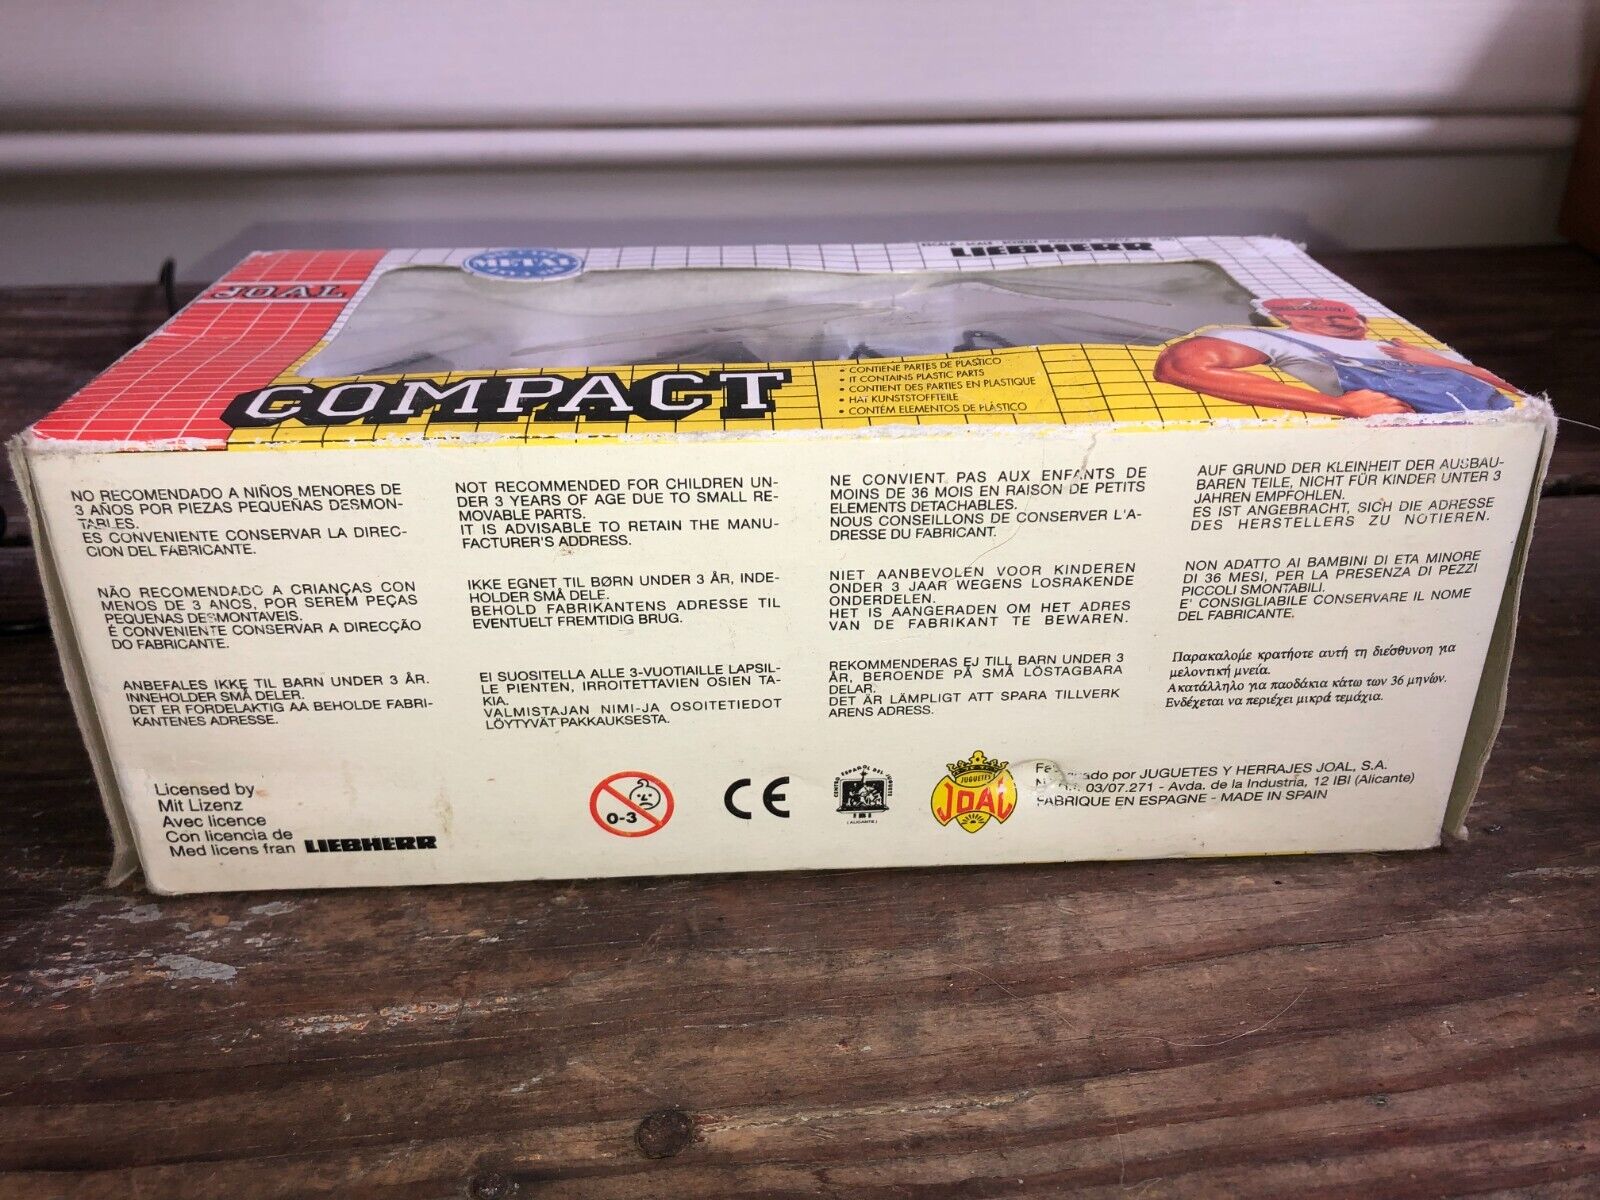 METAL
LIEBHERR
JOAL
COMPACT
• CONTIENE PARTES DE PLASTICO
• IT CONTAINS PLASTIC PARTS
• CONTIENT DES PARTIES EN PLASTIQUE
• HAT KUNSTSTOFFTEILE
• CONTÉM ELEMENTOS DE PLÁSTICO
NO RECOMENDADO A NIÑOS MENORES DE
3 AÑOS POR PIEZAS PEQUEÑAS DESMON-
TABLES.
ES CONVENIENTE CONSERVAR LA DIREC-
CION DEL FABRICANTE.
NOT RECOMMENDED FOR CHILDREN UN-
DER 3 YEARS OF AGE DUE TO SMALL RE-
MOVABLE PARTS.
IT IS ADVISABLE TO RETAIN THE MANU-
FACTURER'S ADDRESS.
NE CONVIENT PAS AUX ENFANTS DE
MOINS DE 36 MOIS EN RAISON DE PETITS
ELEMENTS DETACHABLES.
NOUS CONSEILLONS DE CONSERVER L'A-
DRESSE DU FABRICANT.
AUF GRUND DER KLEINHEIT DER AUSBAU-
BAREN TEILE, NICHT FÜR KINDER UNTER 3
JAHREN EMPFOHLEN.
ES IST ANGEBRACHT, SICH DIE ADRESSE
DES HERSTELLERS ZU NOTIEREN.
NÃO RECOMENDADO A CRIANÇAS CON
MENOS DE 3 ANOS, POR SEREM PEÇAS
PEQUENAS DESMONTAVEIS.
É CONVENIENTE CONSERVAR A DIRECÇÃO
DO FABRICANTE.
IKKE EGNET TIL BØRN UNDER 3 ÅR, INDE-
HOLDER SMÅ DELE.
BEHOLD FABRIKANTENS ADRESSE TIL
EVENTUELT FREMTIDIG BRUG.
NIET AANBEVOLEN VOOR KINDEREN
ONDER 3 JAAR WEGENS LOSRAKENDE
ONDERDELEN.
HET IS AANGERADEN OM HET ADRES
VAN DE FABRIKANT TE BEWAREN.
NON ADATTO AI BAMBINI DI ETA MINORE
DI 36 MESI, PER LA PRESENZA DI PEZZI
PICCOLI SMONTABILI.
E' CONSIGLIABILE CONSERVARE IL NOME
DEL FABRICANTE.
ANBEFALES IKKE TIL BARN UNDER 3 ÅR.
INNEHOLDER SMÅ DELER.
DET ER FORDELAKTIG AA BEHOLDE FABRI-
KANTENES ADRESSE.
EI SUOSITELLA ALLE 3-VUOTIAILLE LAPSIL-
LE PIENTEN, IRROITETTAVIEN OSIEN TA-
KIA.
VALMISTAJAN NIMI-JA OSOITETIEDOT
LÖYTYVÄT PAKKAUKSESTA.
REKOMMENDERAS EJ TILL BARN UNDER 3
ÅR, BEROENDE PÅ SMÅ LÖSTAGBARA
DELAR.
DET ÄR LÄMPLIGT ATT SPARA TILLVERK
ARENS ADRESS.
Παρακαλούμε κρατήοτε αυτή τη διεύσθυνοη για
μελοντική μνεία.
Ακατάλληλο για παοδάκια κάτω των 36 μηνών.
Ενδέχεται να περιέχει μικρά τεμάχια.
Licensed by
Mit Lizenz
Avec licence
Con licencia de
Med licens fran LIEBHERR
0-3
CE
CENTRO ESPAÑOL DEL JUGUETE
IBI
(ALICANTE)
JUGUETES
JOAL
por JUGUETES Y HERRAJES JOAL, S.A.
03/07.271 - Avda. de la Industria, 12 IBI (Alicante)
FABRIQUE EN ESPAGNE - MADE IN SPAIN